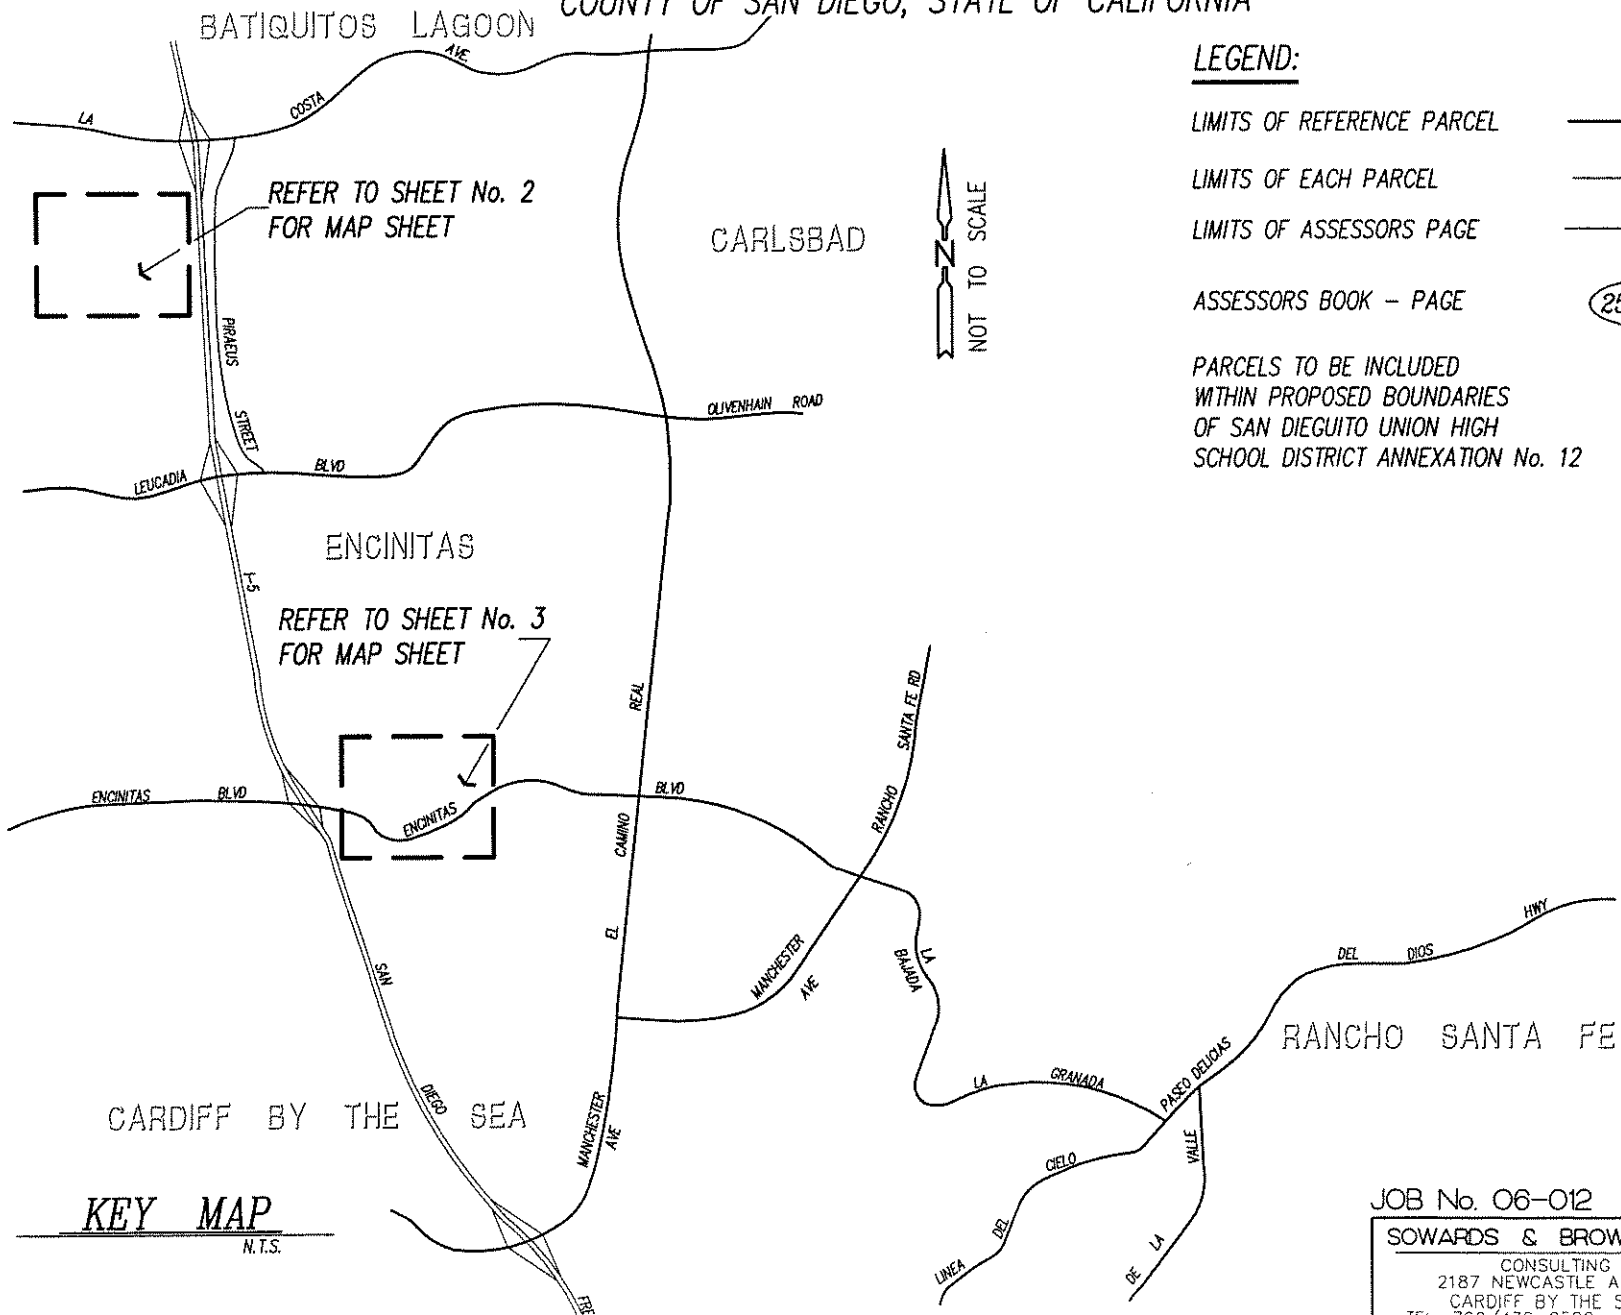 COUNTY OF SAN DIEGO, STATE OF CALIFORNIA
BATIQUITOS LAGOON
LA
COSTA
AVE.
REFER TO SHEET No. 2
FOR MAP SHEET
PIRAEUS
STREET
CARLSBAD
N
NOT TO SCALE
LEGEND:
LIMITS OF REFERENCE PARCEL
LIMITS OF EACH PARCEL
LIMITS OF ASSESSORS PAGE
ASSESSORS BOOK - PAGE
PARCELS TO BE INCLUDED
WITHIN PROPOSED BOUNDARIES
OF SAN DIEGUITO UNION HIGH
SCHOOL DISTRICT ANNEXATION No. 12
LEUCADIA
BLVD
OLIVENHAIN ROAD
ENCINITAS
I-5
REFER TO SHEET No. 3
FOR MAP SHEET
ENCINITAS
BLVD
ENCINITAS
BLVD
EL
CAMINO
REAL
RANCHO
SANTA FE RD
MANCHESTER
AVE
LA
BAJADA
LA
GRANADA
PASEO DELICIAS
DEL
DIOS
HWY
RANCHO SANTA FE
SAN
DIEGO
CARDIFF BY THE SEA
MANCHESTER
AVE
LINEA
DEL
CIELO
DE
LA
VALLE
KEY MAP
N.T.S.
JOB No. 06-012
SOWARDS & BROW
CONSULTING
2187 NEWCASTLE A
CARDIFF BY THE S